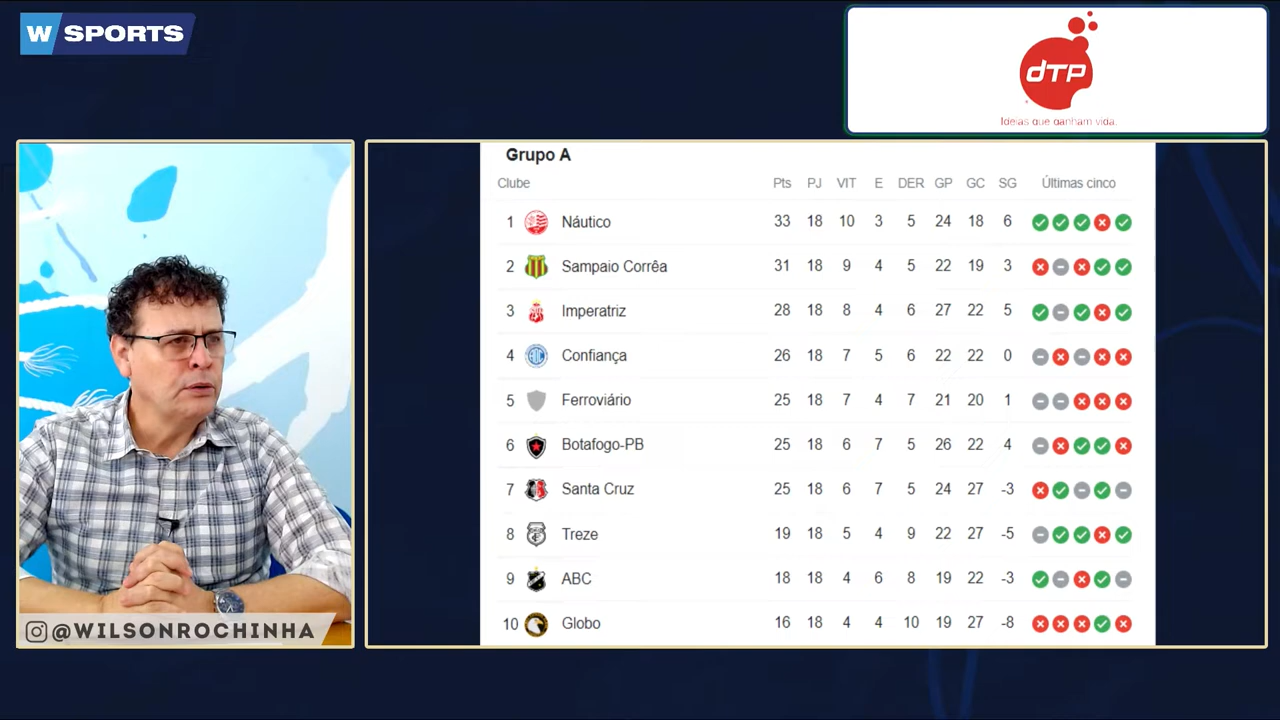 W SPORTS
dTP
Ideias que ganham vida.
Grupo A
Clube Pts PJ VIT E DER GP GC SG Últimas cinco
1 Náutico 33 18 10 3 5 24 18 6
2 Sampaio Corrêa 31 18 9 4 5 22 19 3
3 Imperatriz 28 18 8 4 6 27 22 5
4 Confiança 26 18 7 5 6 22 22 0
5 Ferroviário 25 18 7 4 7 21 20 1
6 Botafogo-PB 25 18 6 7 5 26 22 4
7 Santa Cruz 25 18 6 7 5 24 27 -3
8 Treze 19 18 5 4 9 22 27 -5
9 ABC 18 18 4 6 8 19 22 -3
10 Globo 16 18 4 4 10 19 27 -8
@WILSONROCHINHA